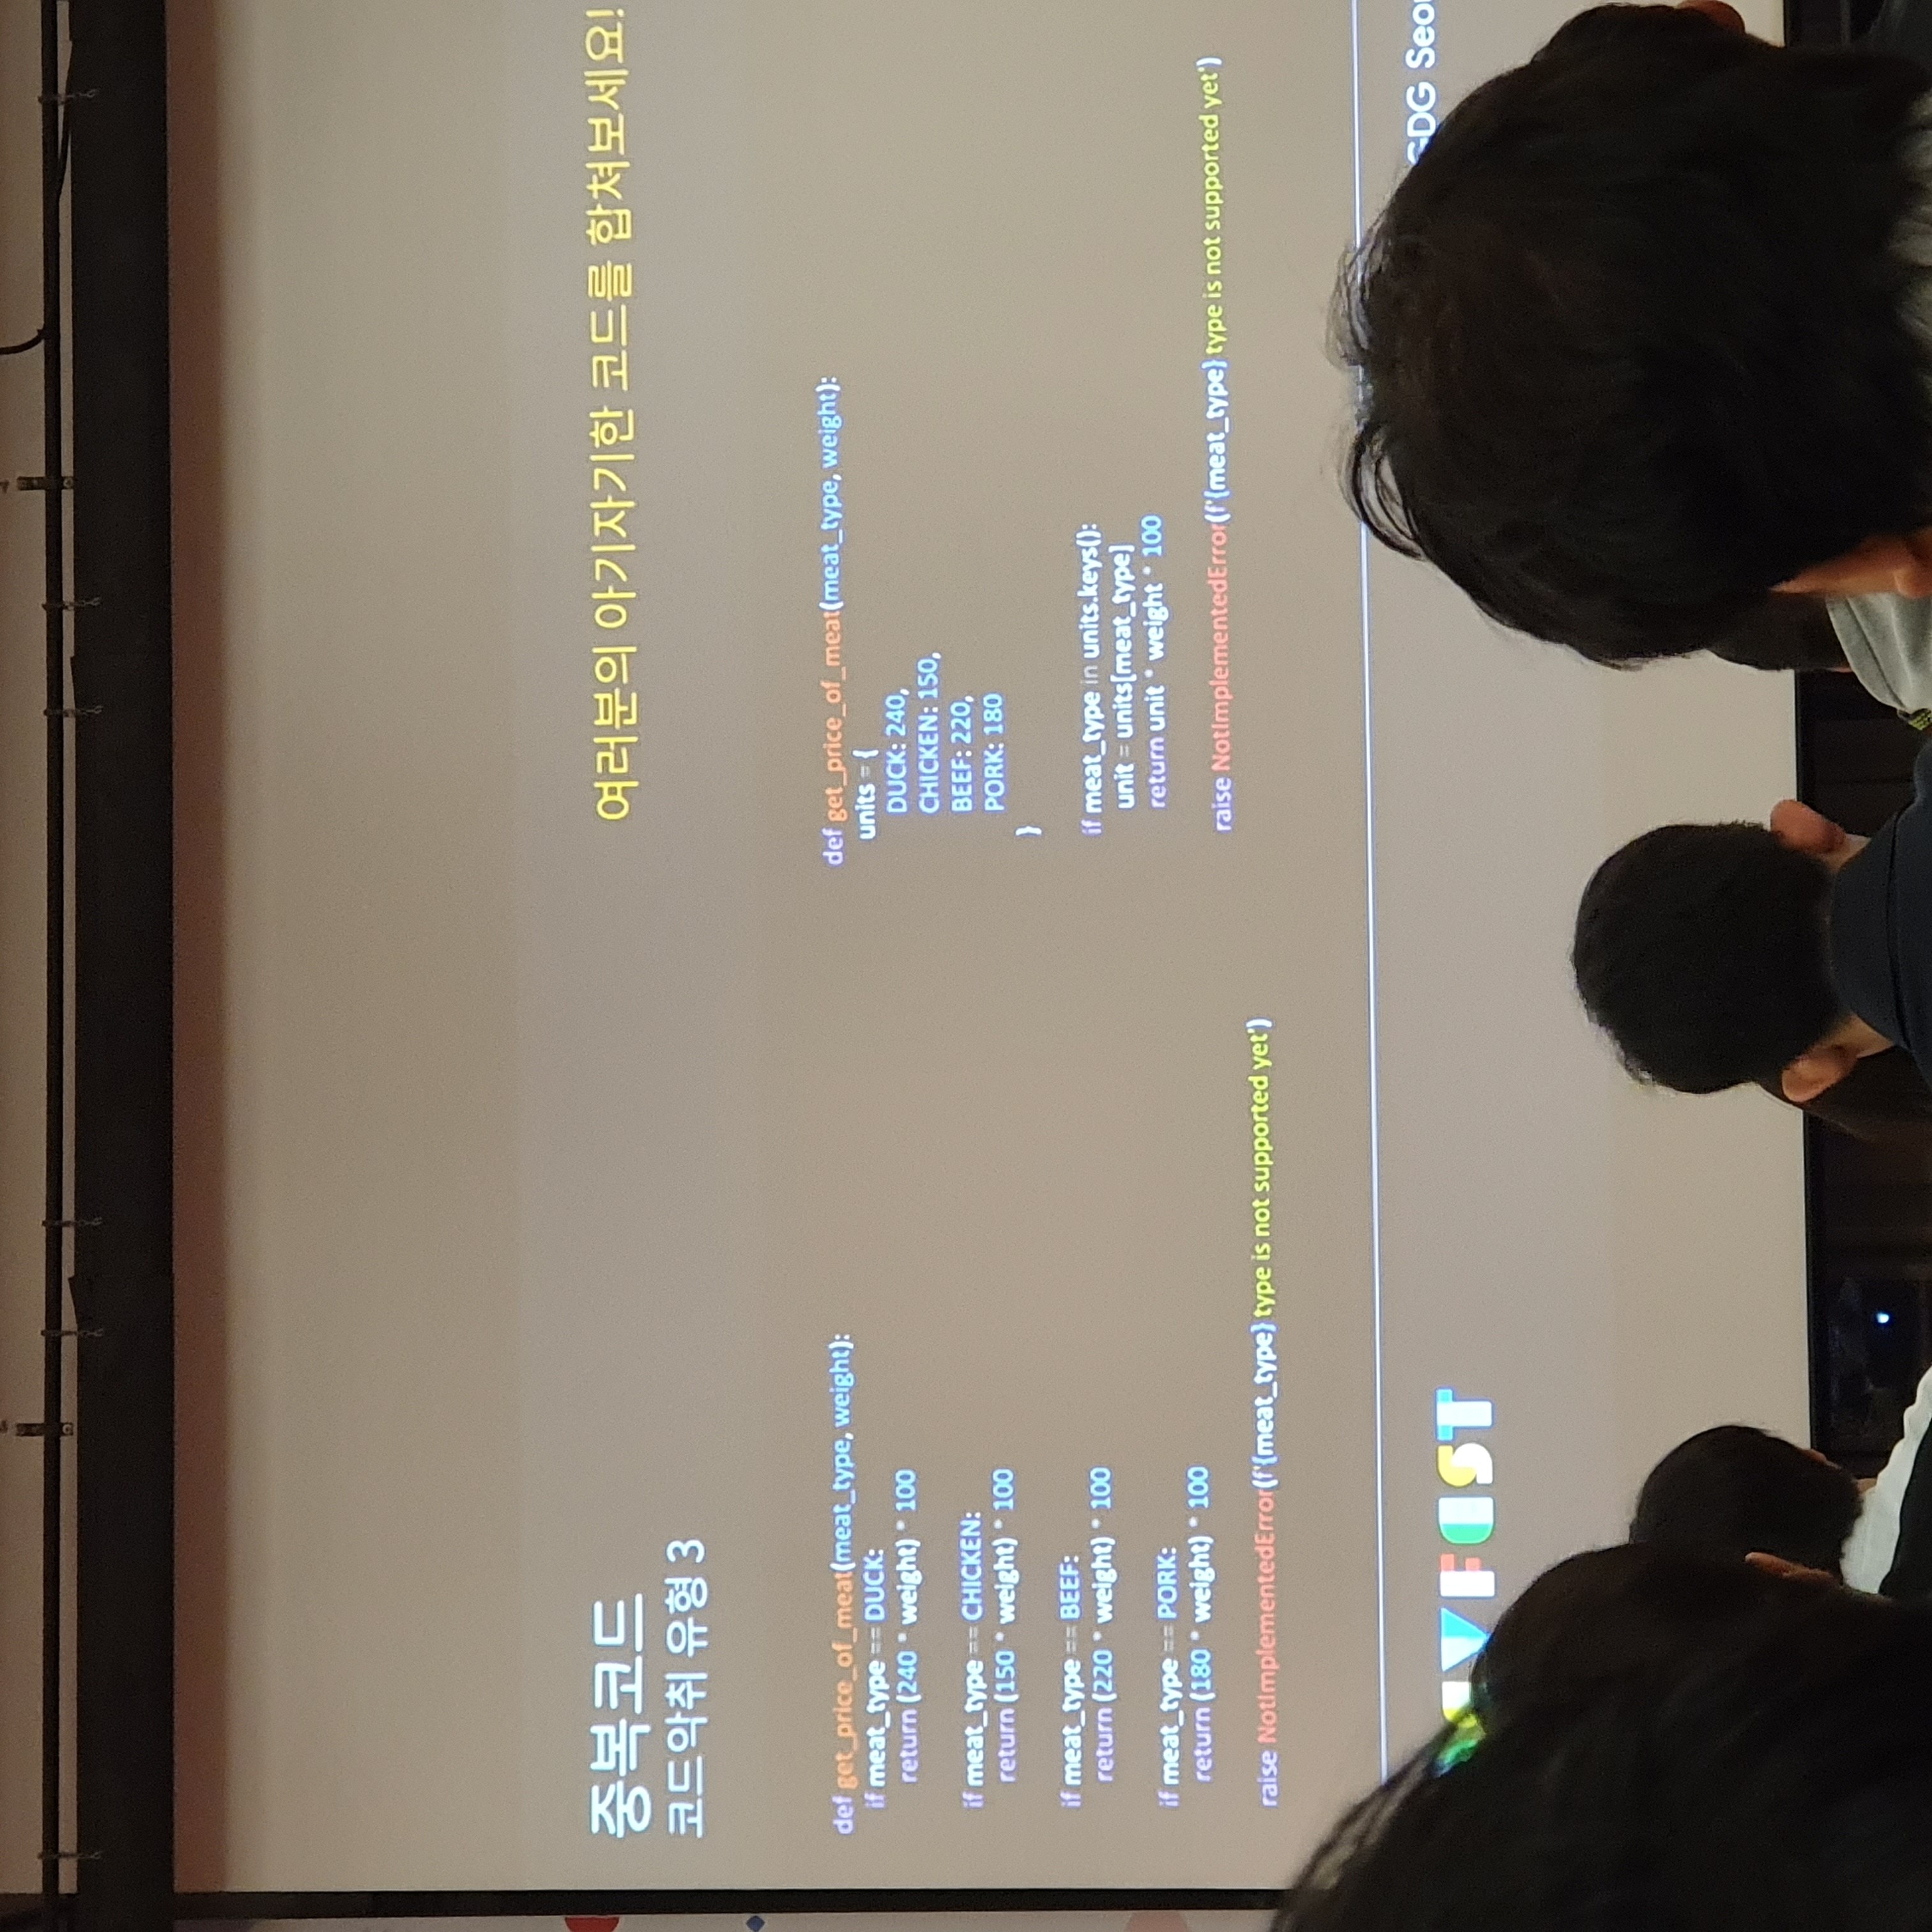 중복코드
코드악취 유형 3
여러분의 아기자기한 코드를 합쳐보세요!
def get_price_of_meat(meat_type, weight):
if meat_type == DUCK:
return (240 * weight) * 100
if meat_type == CHICKEN:
return (150 * weight) * 100
if meat_type == BEEF:
return (220 * weight) * 100
if meat_type == PORK:
return (180 * weight) * 100
raise NotImplementedError(f'{meat_type} type is not supported yet')
def get_price_of_meat(meat_type, weight):
units = {
DUCK: 240,
CHICKEN: 150,
BEEF: 220,
PORK: 180
}
if meat_type in units.keys():
unit = units[meat_type]
return unit * weight * 100
raise NotImplementedError(f'{meat_type} type is not supported yet')
GDG